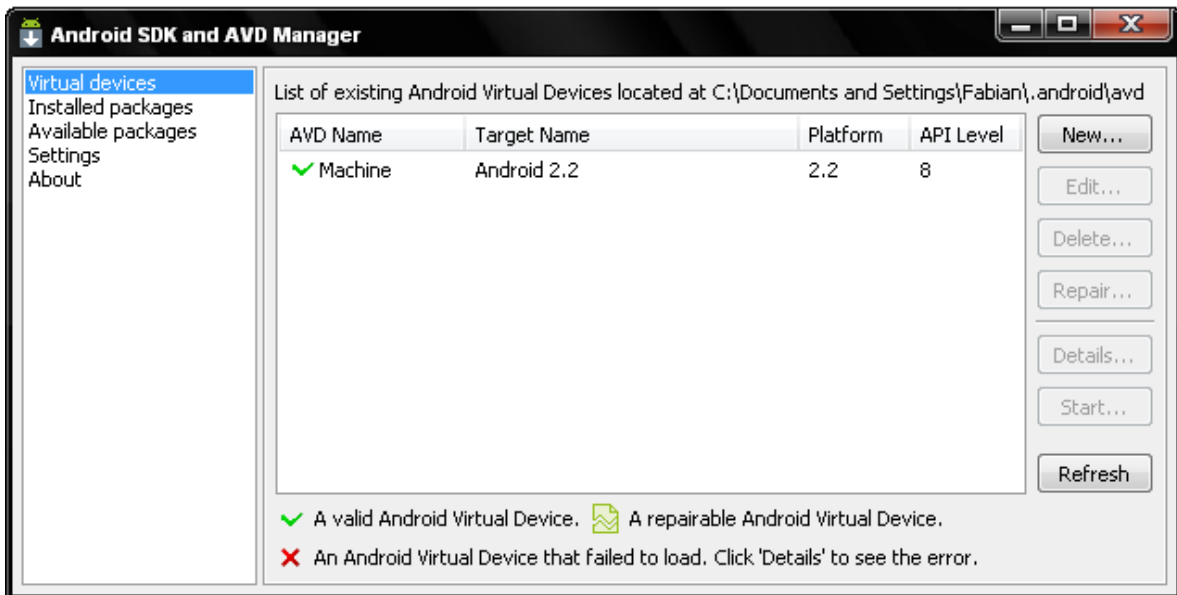 Android SDK and AVD Manager
Virtual devices
Installed packages
Available packages
Settings
About
List of existing Android Virtual Devices located at C:\Documents and Settings\Fabian\.android\avd
AVD Name Target Name Platform API Level
Machine Android 2.2 2.2 8
New...
Edit...
Delete...
Repair...
Details...
Start...
Refresh
A valid Android Virtual Device. A repairable Android Virtual Device.
An Android Virtual Device that failed to load. Click 'Details' to see the error.